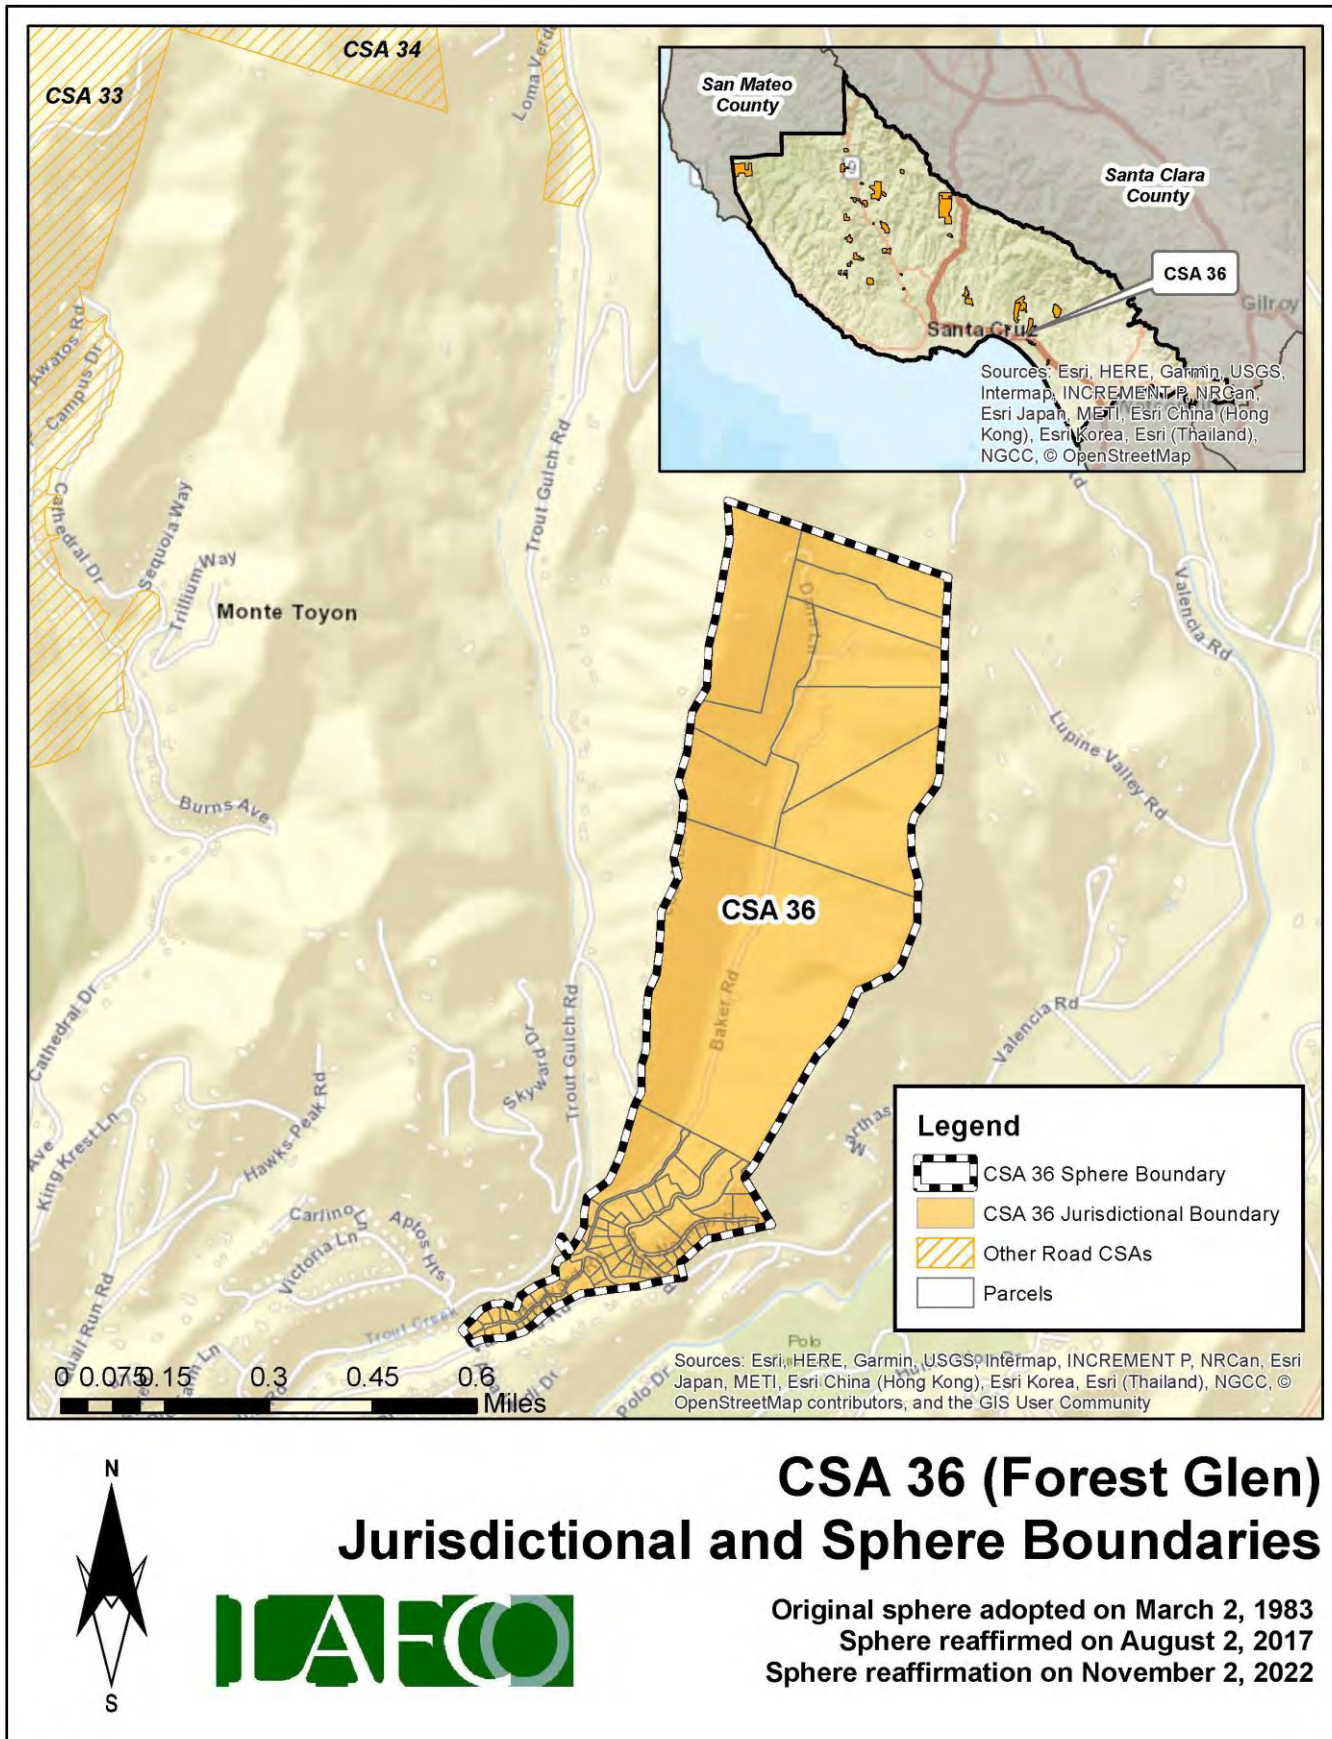 CSA 34
CSA 33
Loma Verde
San Mateo
County
9
Santa Clara
County
CSA 36
Gilroy
Santa Cruz
Sources: Esri, HERE, Garmin, USGS,
Intermap, INCREMENT P, NRCan,
Esri Japan, METI, Esri China (Hong
Kong), Esri Korea, Esri (Thailand),
NGCC, © OpenStreetMap
Rd
Awatos Rd
Campus Dr
Cathedral Dr
Sequoia Way
Trillium Way
Monte Toyon
Trout Gulch Rd
Valencia Rd
Lupine Valley Rd
Burns Ave
CSA 36
Baker Rd
Cathedral Dr
Skyward Dr
Trout Gulch Rd
Valencia Rd
Hawks Peak Rd
King Krest Ln
Ave
Carlino Ln
Victoria Ln
Aptos Hts
Quail Run Rd
Trout Creek
Polo
Polo Dr
Legend
CSA 36 Sphere Boundary
CSA 36 Jurisdictional Boundary
Other Road CSAs
Parcels
0 0.075 0.15 0.3 0.45 0.6
Miles
Sources: Esri, HERE, Garmin, USGS, Intermap, INCREMENT P, NRCan, Esri
Japan, METI, Esri China (Hong Kong), Esri Korea, Esri (Thailand), NGCC, ©
OpenStreetMap contributors, and the GIS User Community
N
S
CSA 36 (Forest Glen)
Jurisdictional and Sphere Boundaries
LAFCO
Original sphere adopted on March 2, 1983
Sphere reaffirmed on August 2, 2017
Sphere reaffirmation on November 2, 2022